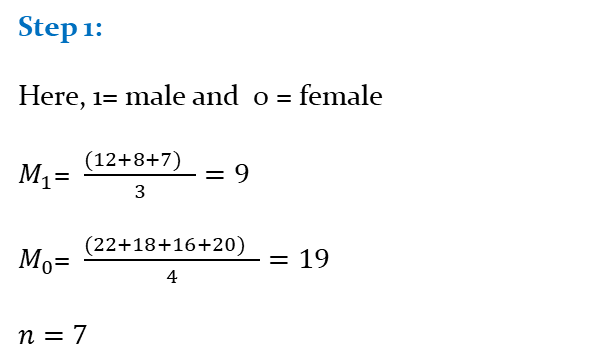 Step 1:
Here, 1= male and 0 = female
M₁= (12+8+7)/3 = 9
M₀= (22+18+16+20)/4 = 19
n = 7